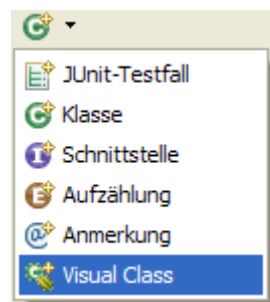 JUnit-Testfall
Klasse
Schnittstelle
Aufzählung
Anmerkung
Visual Class